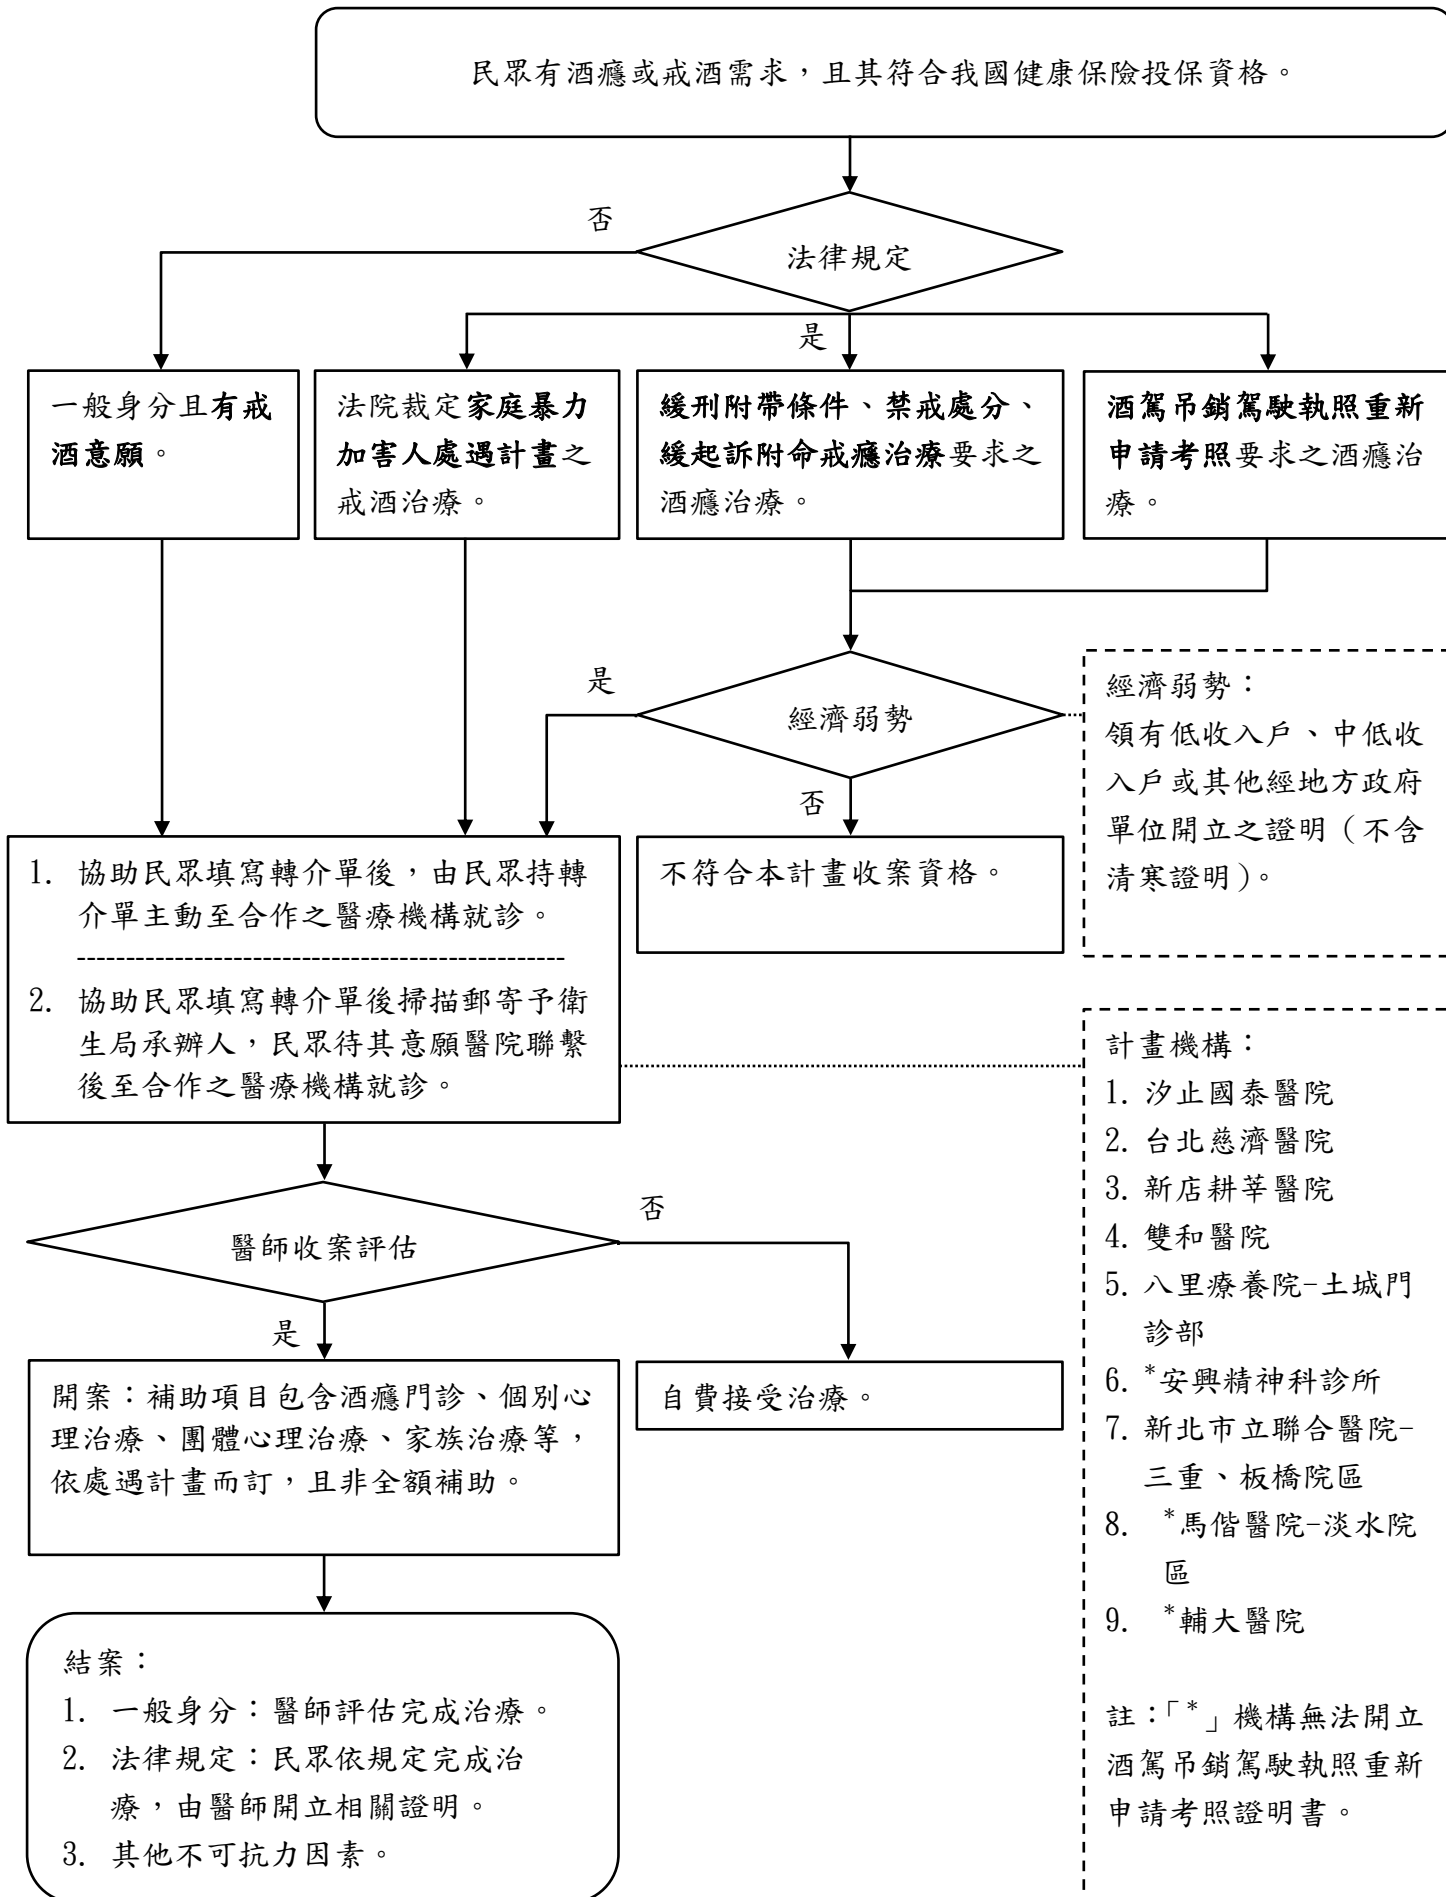 民眾有酒癮或戒酒需求，且其符合我國健康保險投保資格。
否
法律規定
是
一般身分且有戒
酒意願。
法院裁定家庭暴力
加害人處遇計畫之
戒酒治療。
緩刑附帶條件、禁戒處分、
緩起訴附命戒癮治療要求之
酒癮治療。
酒駕吊銷駕駛執照重新
申請考照要求之酒癮治
療。
是
經濟弱勢
否
經濟弱勢：
領有低收入戶、中低收
入戶或其他經地方政府
單位開立之證明（不含
清寒證明）。
1. 協助民眾填寫轉介單後，由民眾持轉
介單主動至合作之醫療機構就診。
--------------------------------------------------
2. 協助民眾填寫轉介單後掃描郵寄予衛
生局承辦人，民眾待其意願醫院聯繫
後至合作之醫療機構就診。
不符合本計畫收案資格。
計畫機構：
1. 汐止國泰醫院
2. 台北慈濟醫院
3. 新店耕莘醫院
4. 雙和醫院
5. 八里療養院-土城門
診部
6. *安興精神科診所
7. 新北市立聯合醫院-
三重、板橋院區
8. *馬偕醫院-淡水院
區
9. *輔大醫院
註：「*」機構無法開立
酒駕吊銷駕駛執照重新
申請考照證明書。
醫師收案評估
否
是
開案：補助項目包含酒癮門診、個別心
理治療、團體心理治療、家族治療等，
依處遇計畫而訂，且非全額補助。
自費接受治療。
結案：
1. 一般身分：醫師評估完成治療。
2. 法律規定：民眾依規定完成治
療，由醫師開立相關證明。
3. 其他不可抗力因素。